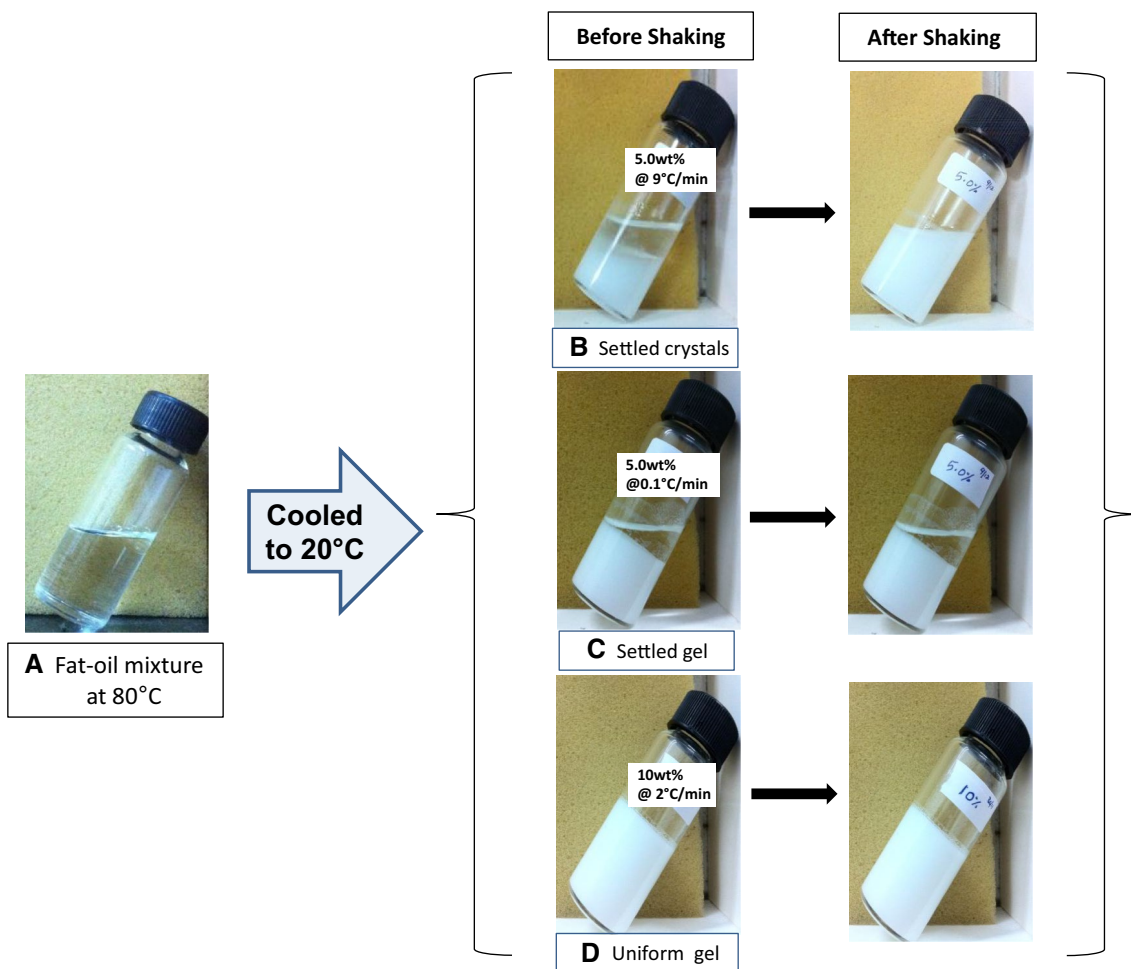 Before Shaking
After Shaking
5.0wt%
@ 9°C/min
5.0%
B Settled crystals
5.0wt%
@0.1°C/min
5.0%
Cooled
to 20°C
C Settled gel
A Fat-oil mixture
at 80°C
10wt%
@ 2°C/min
10%
D Uniform gel